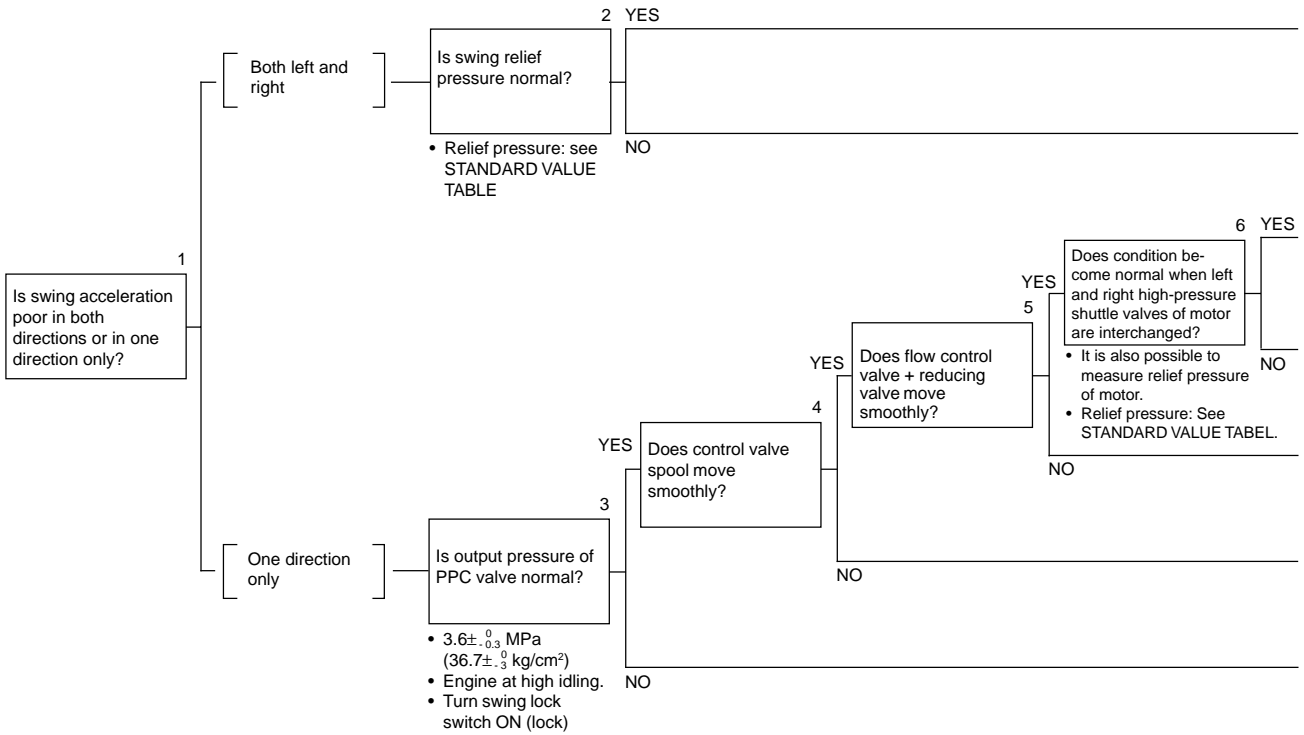 2 YES
Both left and
right
Is swing relief
pressure normal?
• Relief pressure: see
STANDARD VALUE
TABLE
NO
1
Is swing acceleration
poor in both
directions or in one
direction only?
6 YES
Does condition be-
come normal when left
and right high-pressure
shuttle valves of motor
are interchanged?
• It is also possible to
measure relief pressure
of motor.
• Relief pressure: See
STANDARD VALUE TABEL.
NO
YES
5
Does flow control
valve + reducing
valve move
smoothly?
NO
YES
4
Does control valve
spool move
smoothly?
NO
YES
3
One direction
only
Is output pressure of
PPC valve normal?
• 3.6± 0 -0.3 MPa
(36.7± 0 -3 kg/cm²)
• Engine at high idling.
• Turn swing lock
switch ON (lock)
NO